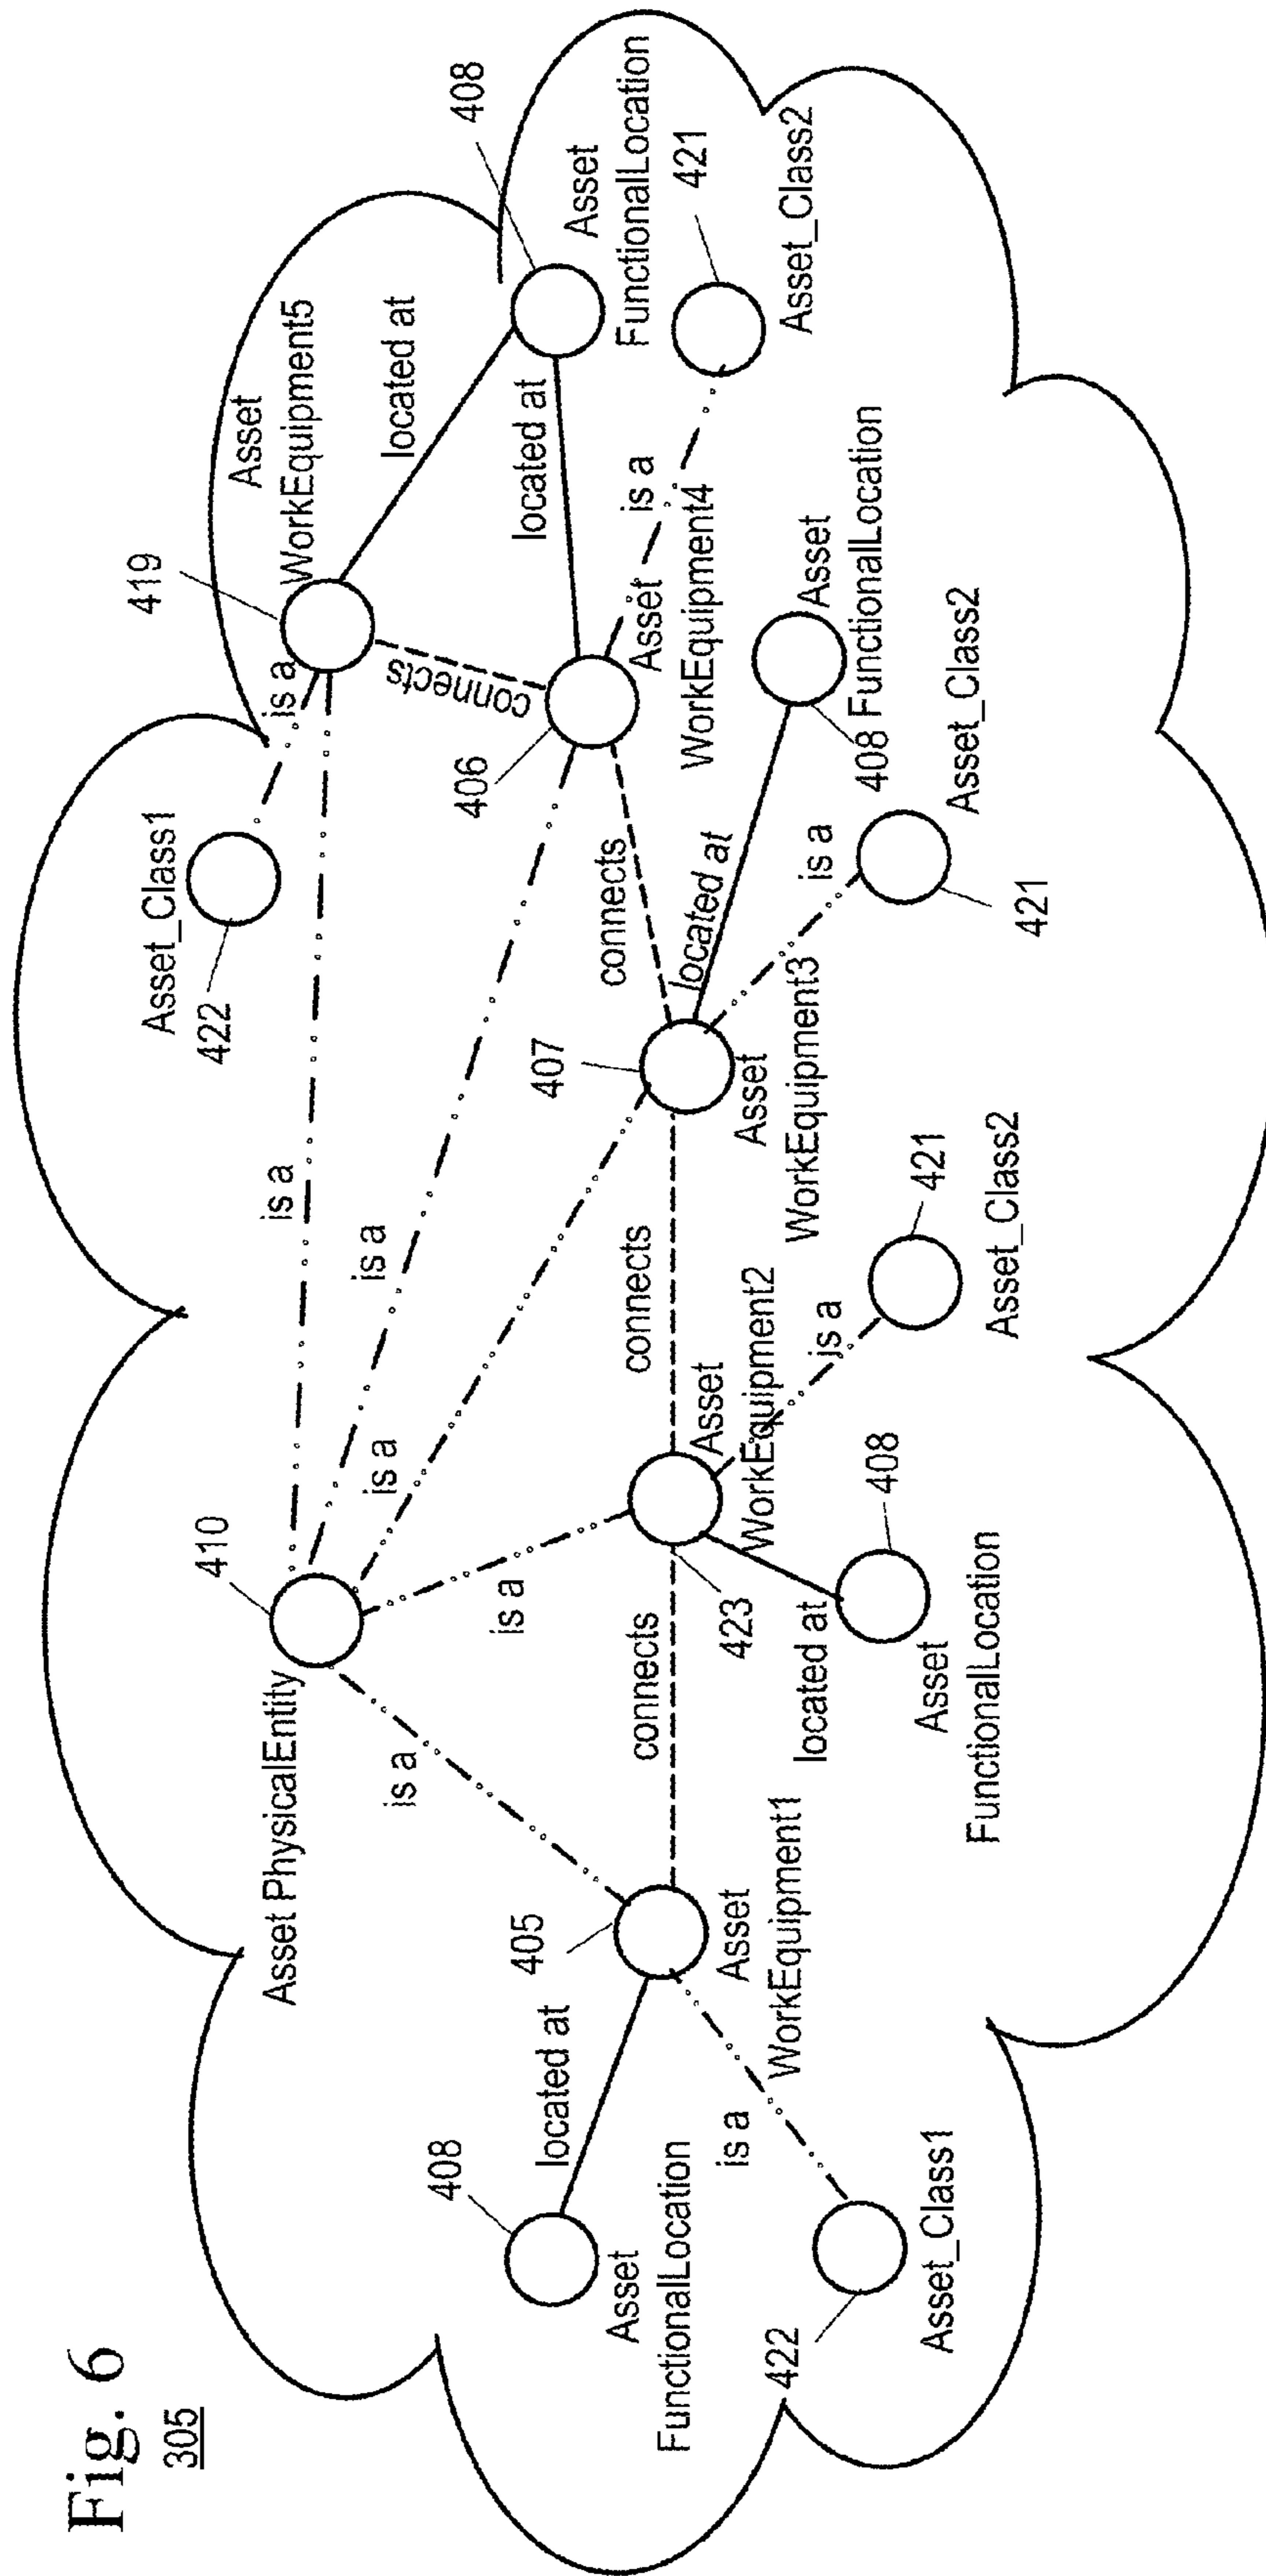 Fig. 6
305
Asset PhysicalEntity
410
is a
is a
is a
is a
is a
Asset_Class1
422
is a
419
Asset
WorkEquipment5
located at
408
Asset
FunctionalLocation
connects
located at
406
Asset
WorkEquipment4
is a
421
Asset_Class2
408
Asset
FunctionalLocation
located at
405
Asset
WorkEquipment1
is a
422
Asset_Class1
connects
423
Asset
WorkEquipment2
located at
408
Asset
FunctionalLocation
is a
421
Asset_Class2
connects
407
Asset
WorkEquipment3
connects
located at
408
Asset
FunctionalLocation
is a
421
Asset_Class2